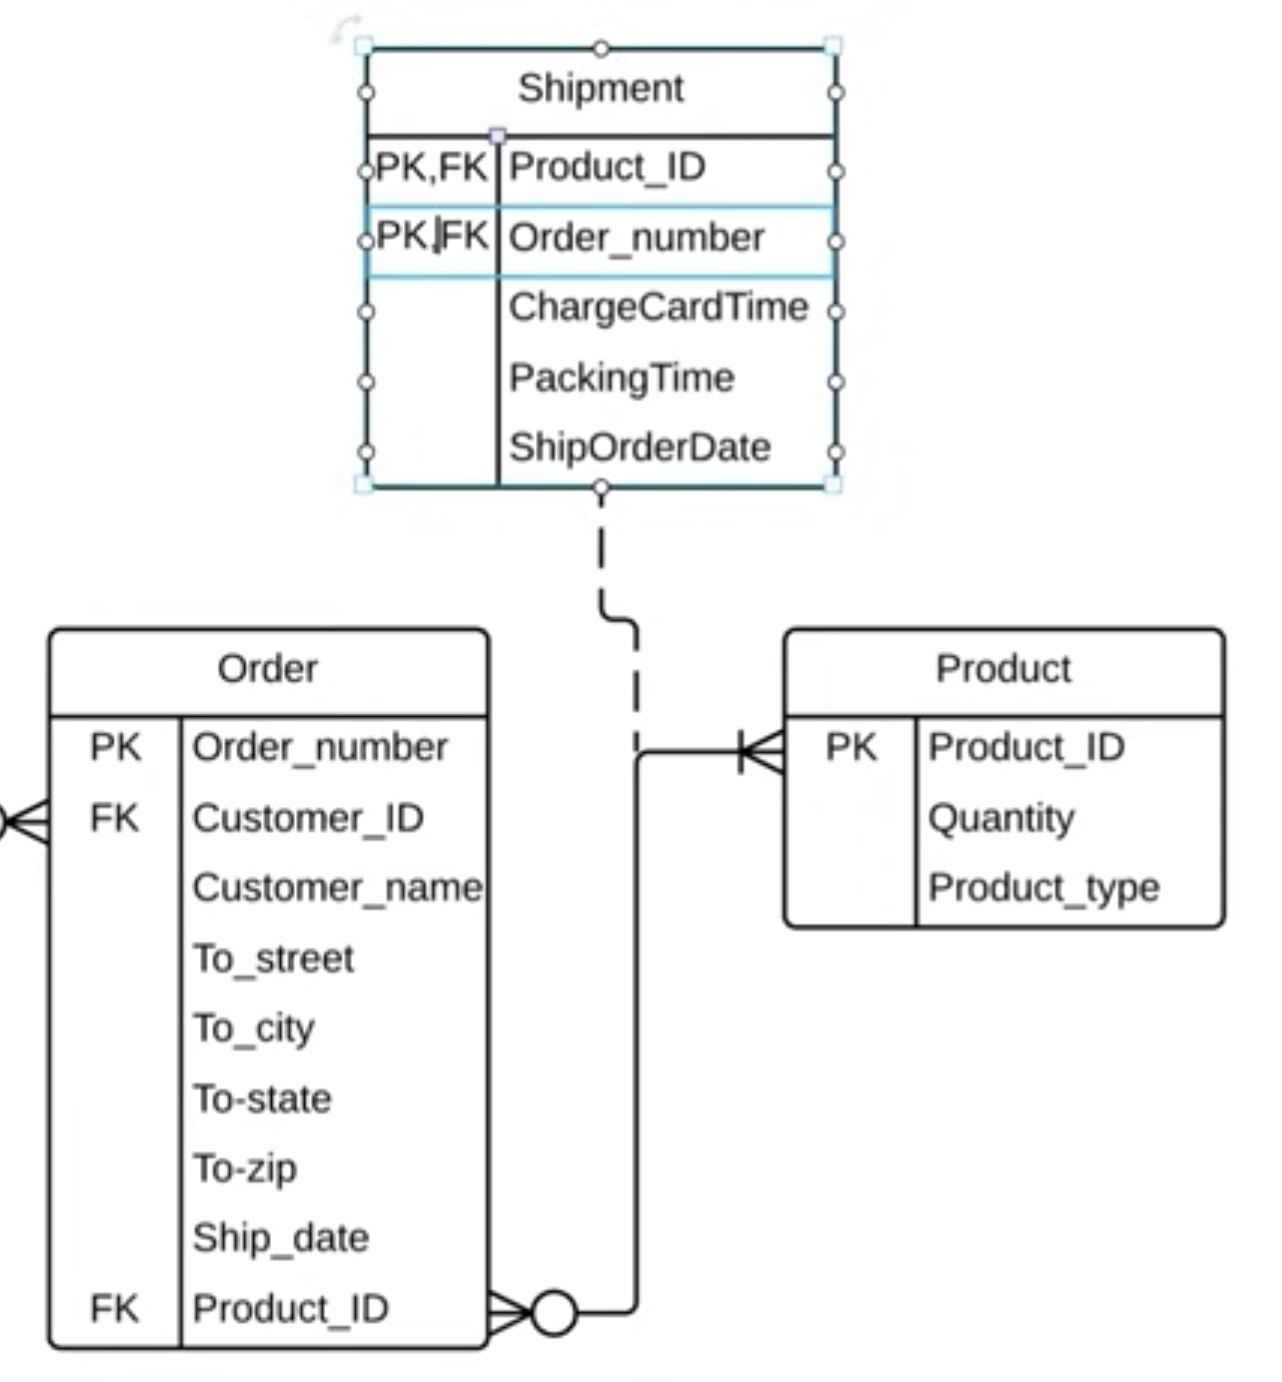 Shipment
PK,FK Product_ID
PK,FK Order_number
ChargeCardTime
PackingTime
ShipOrderDate
Order
PK Order_number
FK Customer_ID
Customer_name
To_street
To_city
To-state
To-zip
Ship_date
FK Product_ID
Product
PK Product_ID
Quantity
Product_type